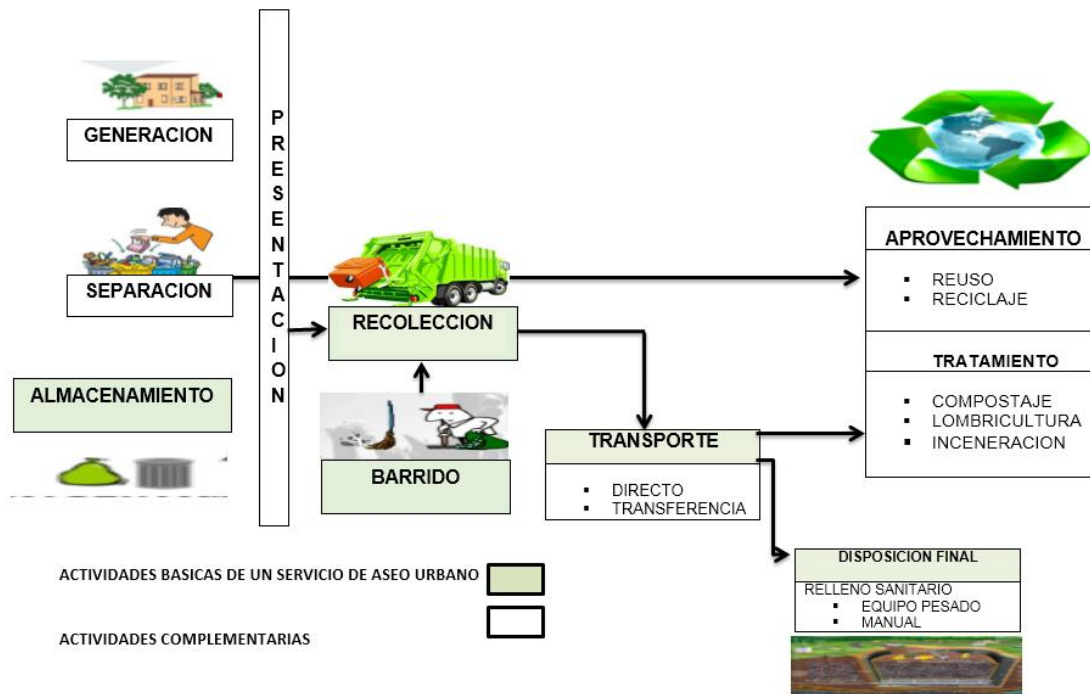 GENERACION
SEPARACION
ALMACENAMIENTO
PRESENTACION
RECOLECCION
BARRIDO
TRANSPORTE
▪ DIRECTO
▪ TRANSFERENCIA
APROVECHAMIENTO
▪ REUSO
▪ RECICLAJE
TRATAMIENTO
▪ COMPOSTAJE
▪ LOMBRICULTURA
▪ INCENERACION
DISPOSICION FINAL
RELLENO SANITARIO
▪ EQUIPO PESADO
▪ MANUAL
ACTIVIDADES BASICAS DE UN SERVICIO DE ASEO URBANO
ACTIVIDADES COMPLEMENTARIAS